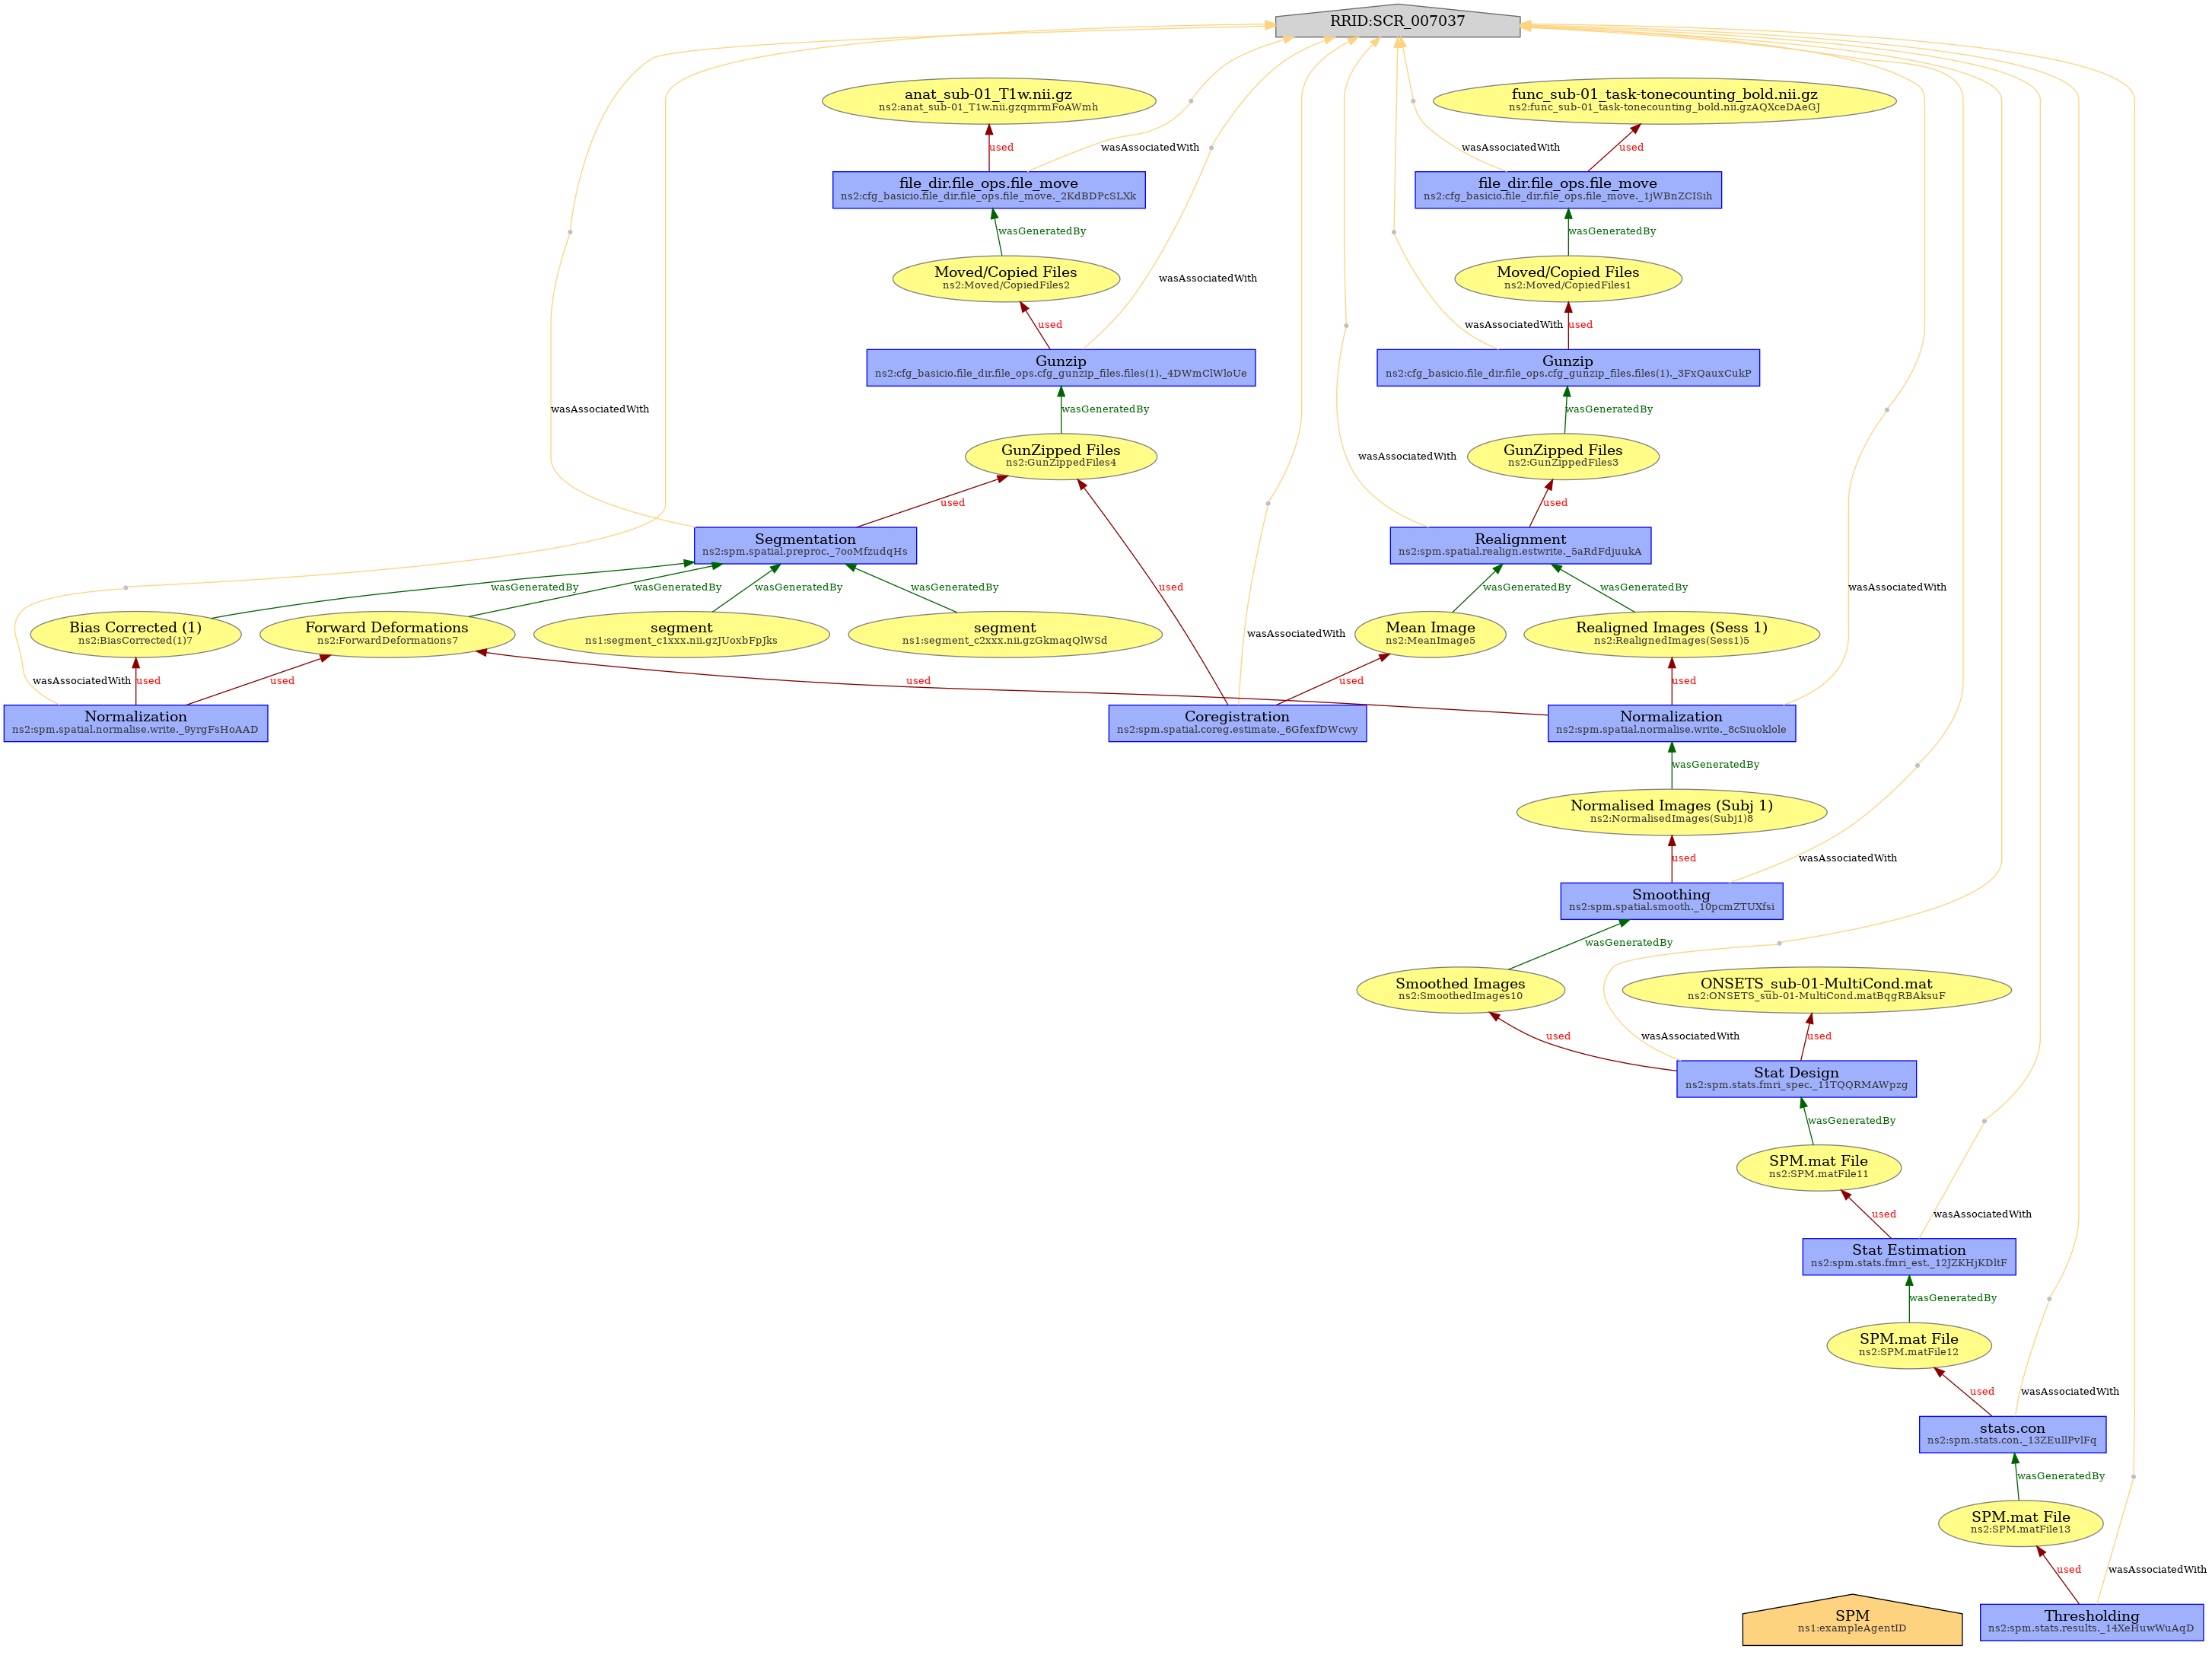 RRID:SCR_007037
anat_sub-01_T1w.nii.gz
ns2:anat_sub-01_T1w.nii.gzqmrmFoAWmh
func_sub-01_task-tonecounting_bold.nii.gz
ns2:func_sub-01_task-tonecounting_bold.nii.gzAQXceDAeGJ
used
wasAssociatedWith
wasAssociatedWith
used
file_dir.file_ops.file_move
ns2:cfg_basicio.file_dir.file_ops.file_move._2KdBDPcSLXk
file_dir.file_ops.file_move
ns2:cfg_basicio.file_dir.file_ops.file_move._1jWBnZCISih
wasGeneratedBy
wasGeneratedBy
Moved/Copied Files
ns2:Moved/CopiedFiles2
wasAssociatedWith
Moved/Copied Files
ns2:Moved/CopiedFiles1
used
wasAssociatedWith
used
Gunzip
ns2:cfg_basicio.file_dir.file_ops.cfg_gunzip_files.files(1)._4DWmClWloUe
Gunzip
ns2:cfg_basicio.file_dir.file_ops.cfg_gunzip_files.files(1)._3FxQauxCukP
wasAssociatedWith
wasGeneratedBy
wasGeneratedBy
GunZipped Files
ns2:GunZippedFiles4
wasAssociatedWith
GunZipped Files
ns2:GunZippedFiles3
used
used
Segmentation
ns2:spm.spatial.preproc._7ooMfzudqHs
Realignment
ns2:spm.spatial.realign.estwrite._5aRdFdjuukA
wasGeneratedBy
wasGeneratedBy
wasGeneratedBy
wasGeneratedBy
used
wasGeneratedBy
wasGeneratedBy
wasAssociatedWith
Bias Corrected (1)
ns2:BiasCorrected(1)7
Forward Deformations
ns2:ForwardDeformations7
segment
ns1:segment_c1xxx.nii.gzJUoxbFpJks
segment
ns1:segment_c2xxx.nii.gzGkmaqQlWSd
wasAssociatedWith
Mean Image
ns2:MeanImage5
Realigned Images (Sess 1)
ns2:RealignedImages(Sess1)5
wasAssociatedWith
used
used
used
used
used
Normalization
ns2:spm.spatial.normalise.write._9yrgFsHoAAD
Coregistration
ns2:spm.spatial.coreg.estimate._6GfexfDWcwy
Normalization
ns2:spm.spatial.normalise.write._8cSiuoklole
wasGeneratedBy
Normalised Images (Subj 1)
ns2:NormalisedImages(Subj1)8
used
wasAssociatedWith
Smoothing
ns2:spm.spatial.smooth._10pcmZTUXfsi
wasGeneratedBy
Smoothed Images
ns2:SmoothedImages10
ONSETS_sub-01-MultiCond.mat
ns2:ONSETS_sub-01-MultiCond.matBqgRBAksuF
used
wasAssociatedWith
used
Stat Design
ns2:spm.stats.fmri_spec._11TQQRMAWpzg
wasGeneratedBy
SPM.mat File
ns2:SPM.matFile11
used
wasAssociatedWith
Stat Estimation
ns2:spm.stats.fmri_est._12JZKHjKDltF
wasGeneratedBy
SPM.mat File
ns2:SPM.matFile12
used
wasAssociatedWith
stats.con
ns2:spm.stats.con._13ZEullPvlFq
wasGeneratedBy
SPM.mat File
ns2:SPM.matFile13
used
wasAssociatedWith
SPM
ns1:exampleAgentID
Thresholding
ns2:spm.stats.results._14XeHuwWuAqD